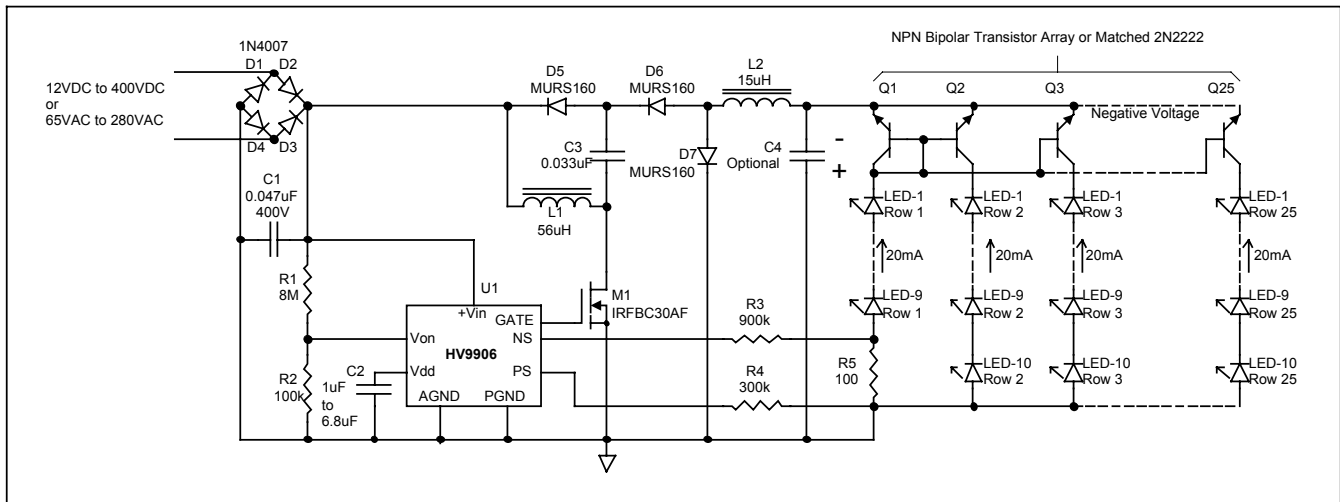 NPN Bipolar Transistor Array or Matched 2N2222
1N4007
D1 D2
12VDC to 400VDC
or
65VAC to 280VAC
D4 D3
D5
MURS160
D6
MURS160
L2
15uH
Q1 Q2 Q3 Q25
Negative Voltage
C3
0.033uF
D7
MURS160
C4
Optional
-
+
C1
0.047uF
400V
L1
56uH
LED-1
Row 1
LED-1
Row 2
LED-1
Row 3
LED-1
Row 25
20mA
20mA
20mA
20mA
R1
8M
U1
+Vin
GATE
NS
PS
Von
Vdd
HV9906
AGND
PGND
M1
IRFBC30AF
R3
900k
LED-9
Row 1
LED-9
Row 2
LED-9
Row 3
LED-9
Row 25
R2
100k
C2
1uF
to
6.8uF
R4
300k
R5
100
LED-10
Row 2
LED-10
Row 3
LED-10
Row 25